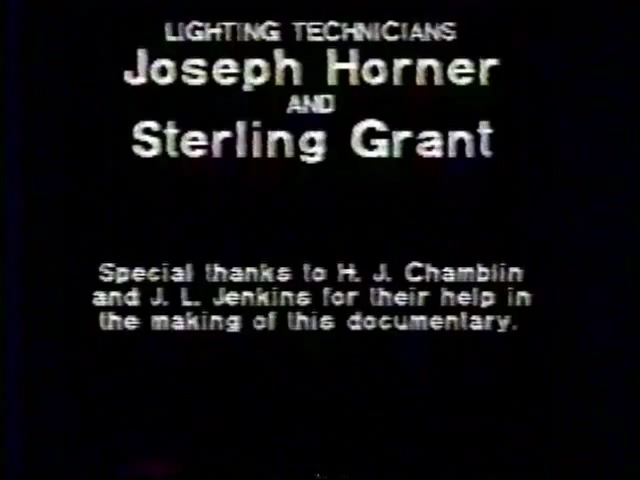 LIGHTING TECHNICIANS
Joseph Horner
AND
Sterling Grant
Special thanks to H. J. Chamblin
and J. L. Jenkins for their help in
the making of this documentary.